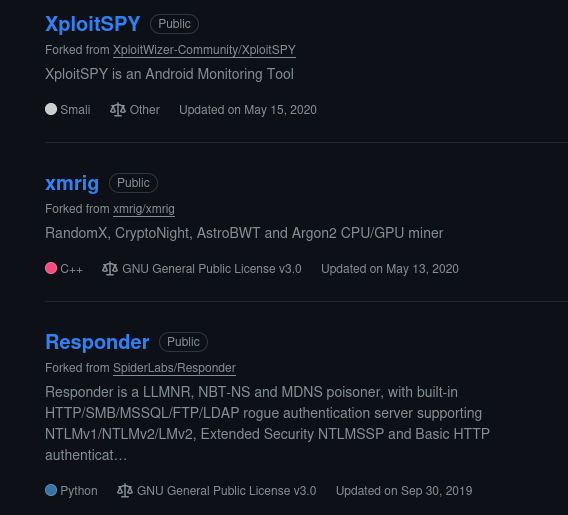 XploitSPY Public
Forked from XploitWizer-Community/XploitSPY
XploitSPY is an Android Monitoring Tool
Smali Other Updated on May 15, 2020
xmrig Public
Forked from xmrig/xmrig
RandomX, CryptoNight, AstroBWT and Argon2 CPU/GPU miner
C++ GNU General Public License v3.0 Updated on May 13, 2020
Responder Public
Forked from SpiderLabs/Responder
Responder is a LLMNR, NBT-NS and MDNS poisoner, with built-in
HTTP/SMB/MSSQL/FTP/LDAP rogue authentication server supporting
NTLMv1/NTLMv2/LMv2, Extended Security NTLMSSP and Basic HTTP
authenticat…
Python GNU General Public License v3.0 Updated on Sep 30, 2019